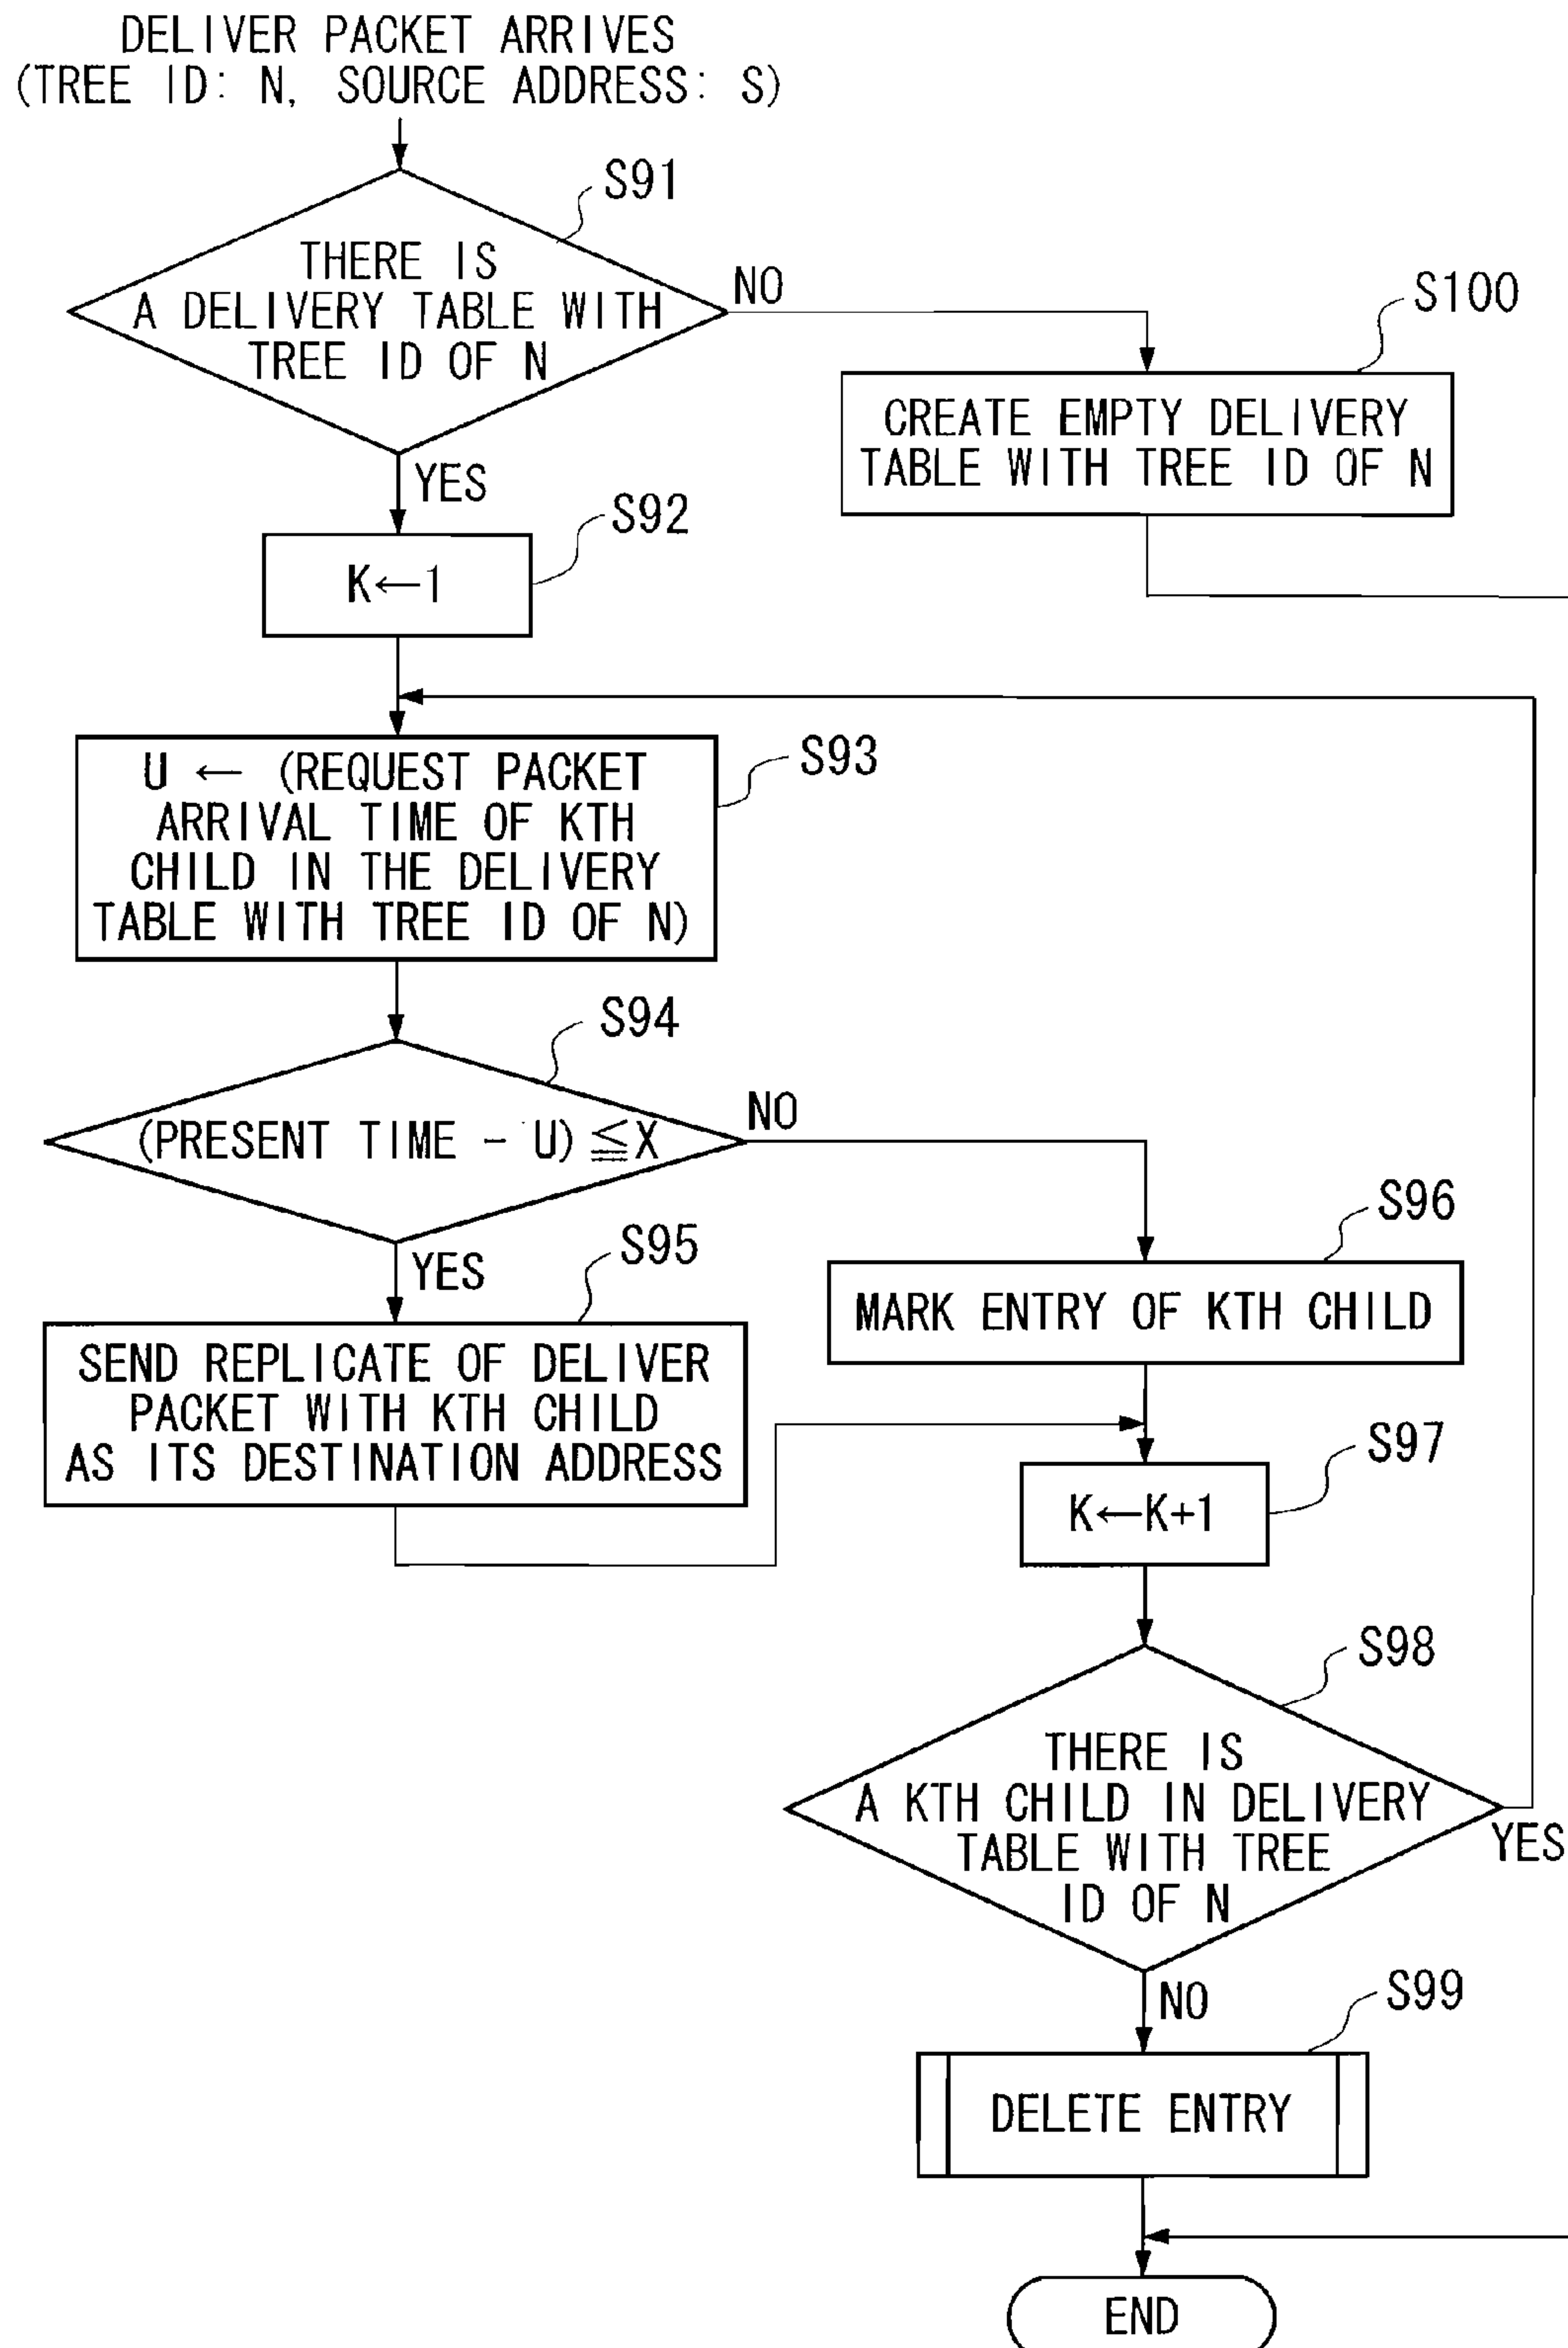 DELIVER PACKET ARRIVES
(TREE ID: N, SOURCE ADDRESS: S)
S91
THERE IS
A DELIVERY TABLE WITH
TREE ID OF N
NO
YES
S100
CREATE EMPTY DELIVERY
TABLE WITH TREE ID OF N
S92
K←1
S93
U ← (REQUEST PACKET
ARRIVAL TIME OF KTH
CHILD IN THE DELIVERY
TABLE WITH TREE ID OF N)
S94
(PRESENT TIME - U) ≦X
NO
YES
S95
SEND REPLICATE OF DELIVER
PACKET WITH KTH CHILD
AS ITS DESTINATION ADDRESS
S96
MARK ENTRY OF KTH CHILD
S97
K←K+1
S98
THERE IS
A KTH CHILD IN DELIVERY
TABLE WITH TREE
ID OF N
YES
NO
S99
DELETE ENTRY
END